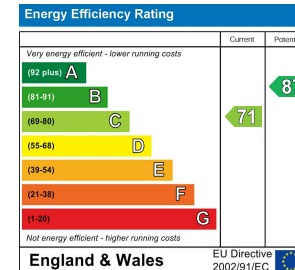 Energy Efficiency Rating
Current
Very energy efficient - lower running costs
(92 plus) A
(81-91) B
(69-80) C
71
(55-68) D
(39-54) E
(21-38) F
(1-20) G
Not energy efficient - higher running costs
England & Wales
EU Directive
2002/91/EC